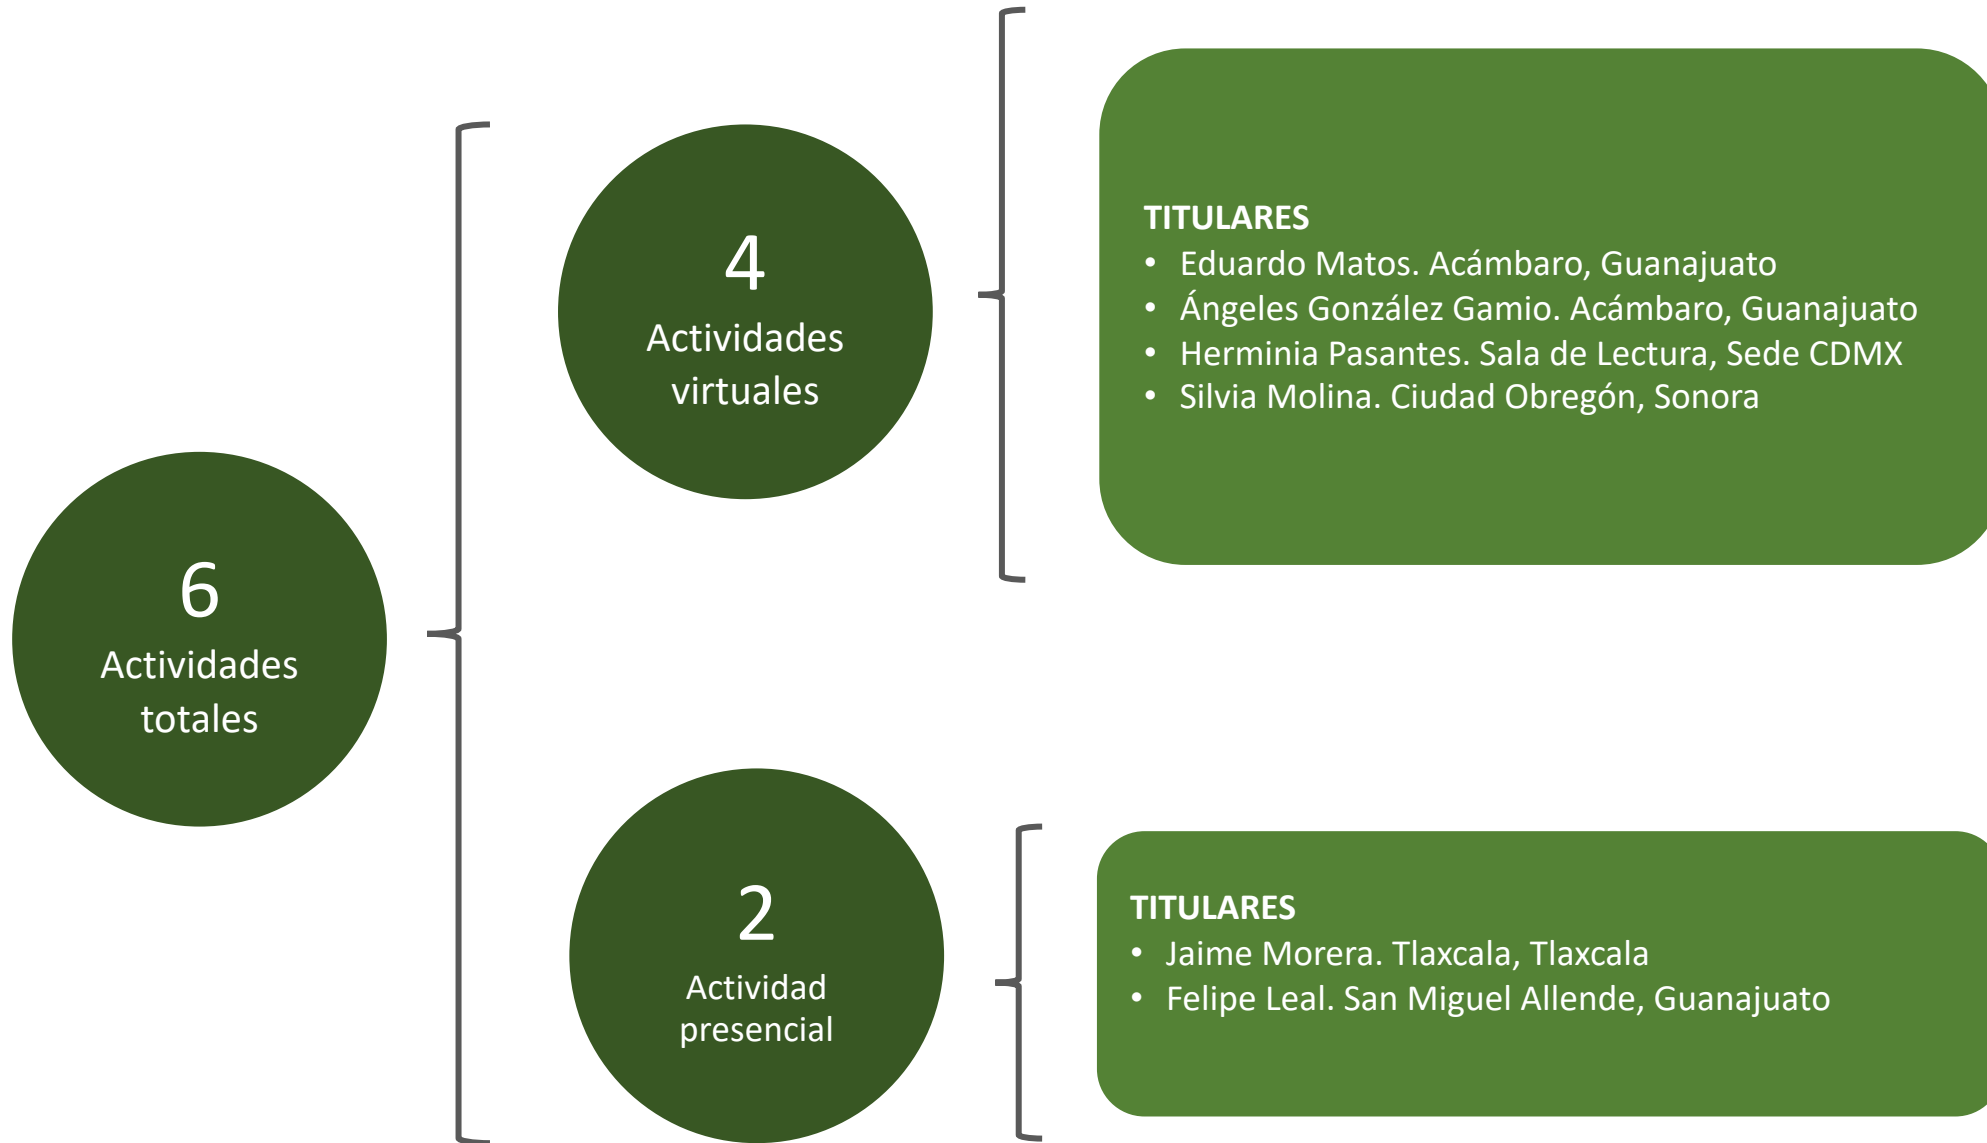 6
Actividades
totales
4
Actividades
virtuales
TITULARES
• Eduardo Matos. Acámbaro, Guanajuato
• Ángeles González Gamio. Acámbaro, Guanajuato
• Herminia Pasantes. Sala de Lectura, Sede CDMX
• Silvia Molina. Ciudad Obregón, Sonora
2
Actividad
presencial
TITULARES
• Jaime Morera. Tlaxcala, Tlaxcala
• Felipe Leal. San Miguel Allende, Guanajuato